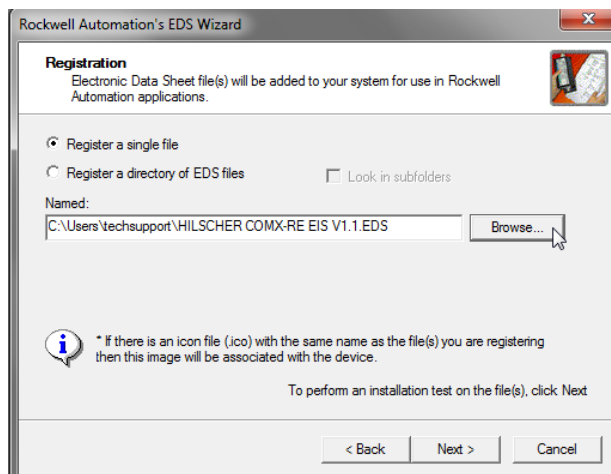 Rockwell Automation's EDS Wizard
Registration
Electronic Data Sheet file(s) will be added to your system for use in Rockwell
Automation applications.
Register a single file
Register a directory of EDS files
Look in subfolders
Named:
C:\Users\techsupport\HILSCHER COMX-RE EIS V1.1.EDS
Browse...
* If there is an icon file (.ico) with the same name as the file(s) you are registering
then this image will be associated with the device.
To perform an installation test on the file(s), click Next
< Back
Next >
Cancel